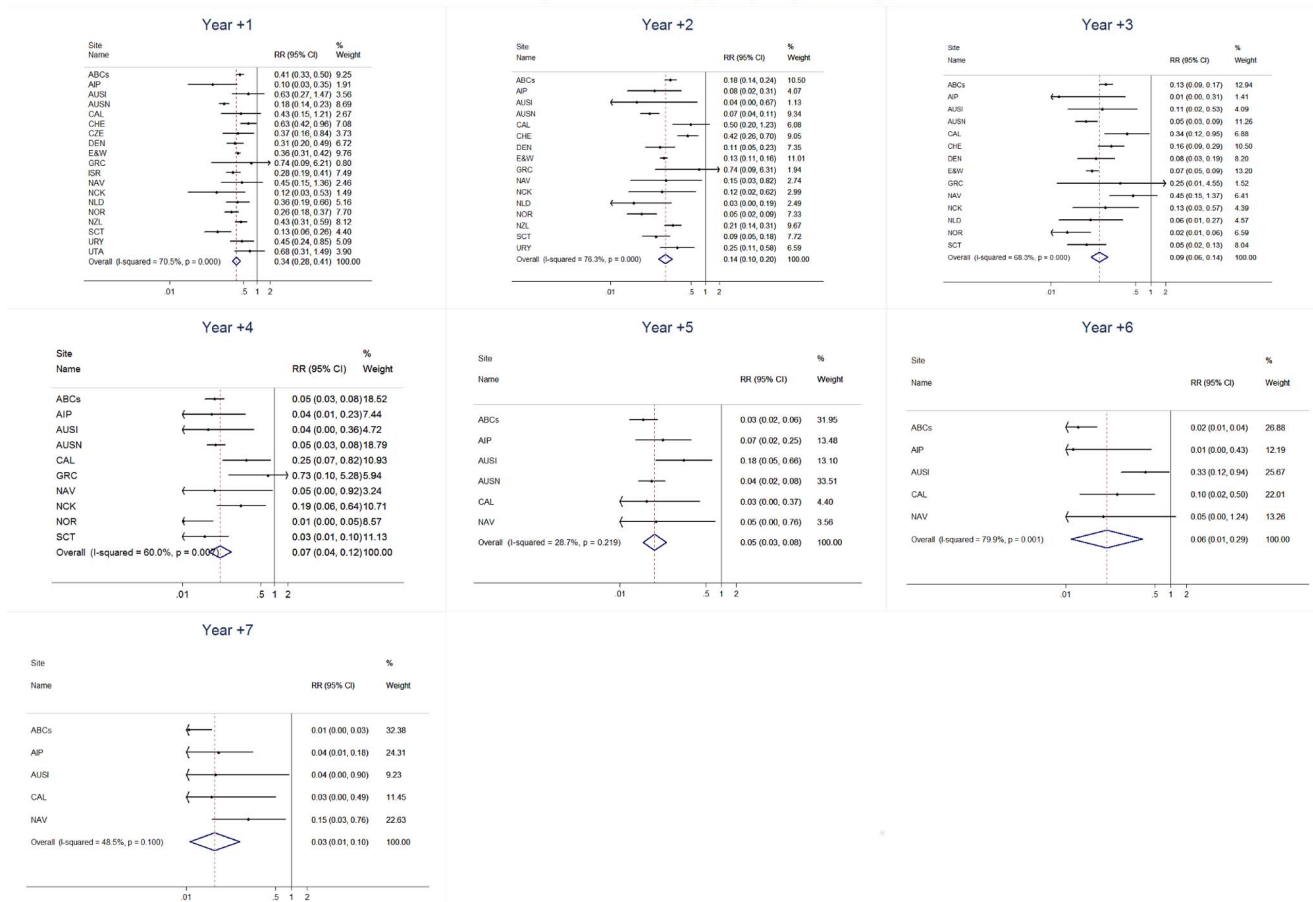 Year +1
Site
Name RR (95% CI) % Weight
ABCs 0.41 (0.33, 0.50) 9.25
AIP 0.10 (0.03, 0.35) 1.91
AUSI 0.63 (0.27, 1.47) 3.56
AUSN 0.18 (0.14, 0.23) 8.69
CAL 0.43 (0.15, 1.21) 2.67
CHE 0.63 (0.42, 0.96) 7.08
CZE 0.37 (0.16, 0.84) 3.73
DEN 0.31 (0.20, 0.49) 6.72
E&W 0.36 (0.31, 0.42) 9.76
GRC 0.74 (0.09, 6.21) 0.80
ISR 0.28 (0.19, 0.41) 7.49
NAV 0.45 (0.15, 1.36) 2.46
NCK 0.12 (0.03, 0.53) 1.49
NLD 0.36 (0.19, 0.66) 5.16
NOR 0.26 (0.18, 0.37) 7.70
NZL 0.43 (0.31, 0.59) 8.12
SCT 0.13 (0.06, 0.26) 4.40
URY 0.45 (0.24, 0.85) 5.09
UTA 0.68 (0.31, 1.49) 3.90
Overall (I-squared = 70.5%, p = 0.000) 0.34 (0.28, 0.41) 100.00
.01 .5 1 2
Year +2
Site
Name RR (95% CI) % Weight
ABCs 0.18 (0.14, 0.24) 10.50
AIP 0.08 (0.02, 0.31) 4.07
AUSI 0.04 (0.00, 0.67) 1.13
AUSN 0.07 (0.04, 0.11) 9.34
CAL 0.50 (0.20, 1.23) 6.08
CHE 0.42 (0.26, 0.70) 9.05
DEN 0.11 (0.05, 0.23) 7.35
E&W 0.13 (0.11, 0.16) 11.01
GRC 0.74 (0.09, 6.31) 1.94
NAV 0.15 (0.03, 0.82) 2.74
NCK 0.12 (0.02, 0.62) 2.99
NLD 0.03 (0.00, 0.19) 2.49
NOR 0.05 (0.02, 0.09) 7.33
NZL 0.21 (0.14, 0.31) 9.67
SCT 0.09 (0.05, 0.18) 7.72
URY 0.25 (0.11, 0.58) 6.59
Overall (I-squared = 76.3%, p = 0.000) 0.14 (0.10, 0.20) 100.00
.01 .5 1 2
Year +3
Site
Name RR (95% CI) % Weight
ABCs 0.13 (0.09, 0.17) 12.94
AIP 0.01 (0.00, 0.31) 1.41
AUSI 0.11 (0.02, 0.53) 4.09
AUSN 0.05 (0.03, 0.09) 11.26
CAL 0.34 (0.12, 0.95) 6.88
CHE 0.16 (0.09, 0.29) 10.50
DEN 0.08 (0.03, 0.19) 8.20
E&W 0.07 (0.05, 0.09) 13.20
GRC 0.25 (0.01, 4.55) 1.52
NAV 0.45 (0.15, 1.37) 6.41
NCK 0.13 (0.03, 0.57) 4.39
NLD 0.06 (0.01, 0.27) 4.57
NOR 0.02 (0.01, 0.06) 6.59
SCT 0.05 (0.02, 0.13) 8.04
Overall (I-squared = 68.3%, p = 0.000) 0.09 (0.06, 0.14) 100.00
.01 .5 1 2
Year +4
Site
Name RR (95% CI) % Weight
ABCs 0.05 (0.03, 0.08) 18.52
AIP 0.04 (0.01, 0.23) 7.44
AUSI 0.04 (0.00, 0.36) 4.72
AUSN 0.05 (0.03, 0.08) 18.79
CAL 0.25 (0.07, 0.82) 10.93
GRC 0.73 (0.10, 5.28) 5.94
NAV 0.05 (0.00, 0.92) 3.24
NCK 0.19 (0.06, 0.64) 10.71
NOR 0.01 (0.00, 0.05) 8.57
SCT 0.03 (0.01, 0.10) 11.13
Overall (I-squared = 60.0%, p = 0.007) 0.07 (0.04, 0.12) 100.00
.01 .5 1 2
Year +5
Site
Name RR (95% CI) % Weight
ABCs 0.03 (0.02, 0.06) 31.95
AIP 0.07 (0.02, 0.25) 13.48
AUSI 0.18 (0.05, 0.66) 13.10
AUSN 0.04 (0.02, 0.08) 33.51
CAL 0.03 (0.00, 0.37) 4.40
NAV 0.05 (0.00, 0.76) 3.56
Overall (I-squared = 28.7%, p = 0.219) 0.05 (0.03, 0.08) 100.00
.01 .5 1 2
Year +6
Site
Name RR (95% CI) % Weight
ABCs 0.02 (0.01, 0.04) 26.88
AIP 0.01 (0.00, 0.43) 12.19
AUSI 0.33 (0.12, 0.94) 25.67
CAL 0.10 (0.02, 0.50) 22.01
NAV 0.05 (0.00, 1.24) 13.26
Overall (I-squared = 79.9%, p = 0.001) 0.06 (0.01, 0.29) 100.00
.01 .5 1 2
Year +7
Site
Name RR (95% CI) % Weight
ABCs 0.01 (0.00, 0.03) 32.38
AIP 0.04 (0.01, 0.18) 24.31
AUSI 0.04 (0.00, 0.90) 9.23
CAL 0.03 (0.00, 0.49) 11.45
NAV 0.15 (0.03, 0.76) 22.63
Overall (I-squared = 48.5%, p = 0.100) 0.03 (0.01, 0.10) 100.00
.01 .5 1 2